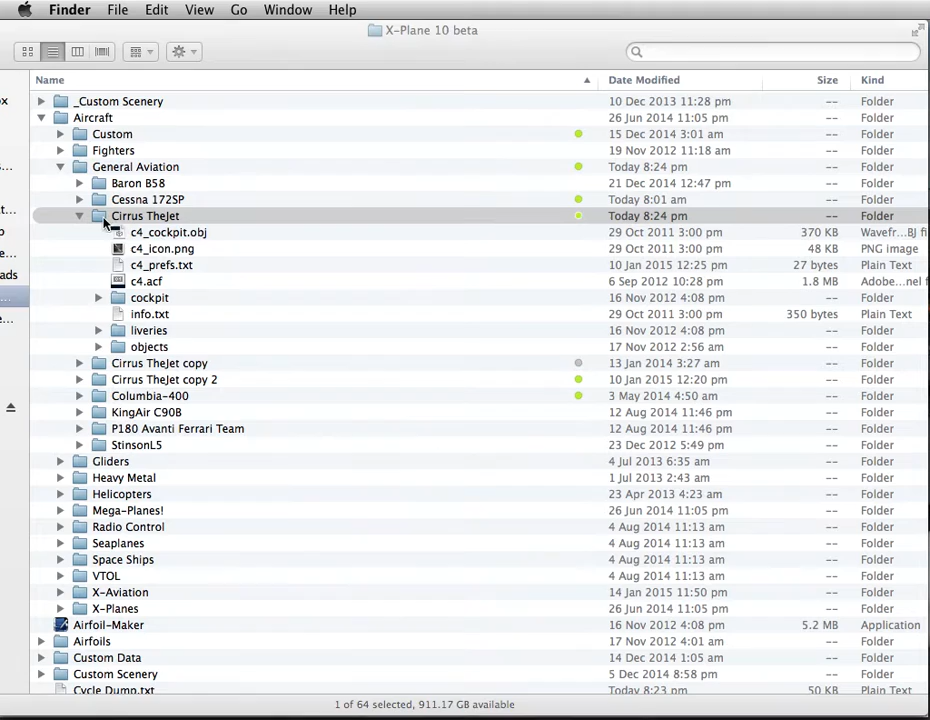 Finder File Edit View Go Window Help
X-Plane 10 beta
Name Date Modified Size Kind
_Custom Scenery 10 Dec 2013 11:28 pm -- Folder
Aircraft 26 Jun 2014 11:05 pm -- Folder
Custom 15 Dec 2014 3:01 am -- Folder
Fighters 19 Nov 2012 11:18 am -- Folder
General Aviation Today 8:24 pm -- Folder
Baron B58 21 Dec 2014 12:47 pm -- Folder
Cessna 172SP Today 8:01 am -- Folder
Cirrus TheJet Today 8:24 pm -- Folder
c4_cockpit.obj 29 Oct 2011 3:00 pm 370 KB Wavefr...BJ fi
c4_icon.png 29 Oct 2011 3:00 pm 48 KB PNG image
c4_prefs.txt 10 Jan 2015 12:25 pm 27 bytes Plain Text
c4.acf 6 Sep 2012 10:28 pm 1.8 MB Adobe...nel f
cockpit 16 Nov 2012 4:08 pm -- Folder
info.txt 29 Oct 2011 3:00 pm 350 bytes Plain Text
liveries 16 Nov 2012 4:08 pm -- Folder
objects 17 Nov 2012 2:56 am -- Folder
Cirrus TheJet copy 13 Jan 2014 3:27 am -- Folder
Cirrus TheJet copy 2 10 Jan 2015 12:20 pm -- Folder
Columbia-400 3 May 2014 4:50 am -- Folder
KingAir C90B 12 Aug 2014 11:46 pm -- Folder
P180 Avanti Ferrari Team 12 Aug 2014 11:46 pm -- Folder
StinsonL5 23 Dec 2012 5:49 pm -- Folder
Gliders 4 Jul 2013 6:35 am -- Folder
Heavy Metal 1 Jul 2013 2:43 am -- Folder
Helicopters 23 Apr 2013 4:23 am -- Folder
Mega-Planes! 26 Jun 2014 11:05 pm -- Folder
Radio Control 4 Aug 2014 11:13 am -- Folder
Seaplanes 4 Aug 2014 11:13 am -- Folder
Space Ships 4 Aug 2014 11:13 am -- Folder
VTOL 4 Aug 2014 11:13 am -- Folder
X-Aviation 14 Jan 2015 11:50 pm -- Folder
X-Planes 26 Jun 2014 11:05 pm -- Folder
Airfoil-Maker 16 Nov 2012 4:08 pm 5.2 MB Application
Airfoils 17 Nov 2012 4:01 am -- Folder
Custom Data 14 Dec 2014 1:05 am -- Folder
Custom Scenery 5 Dec 2014 8:58 pm -- Folder
Cycle Dump.txt Today 8:23 pm 50 KB Plain Text
1 of 64 selected, 911.17 GB available